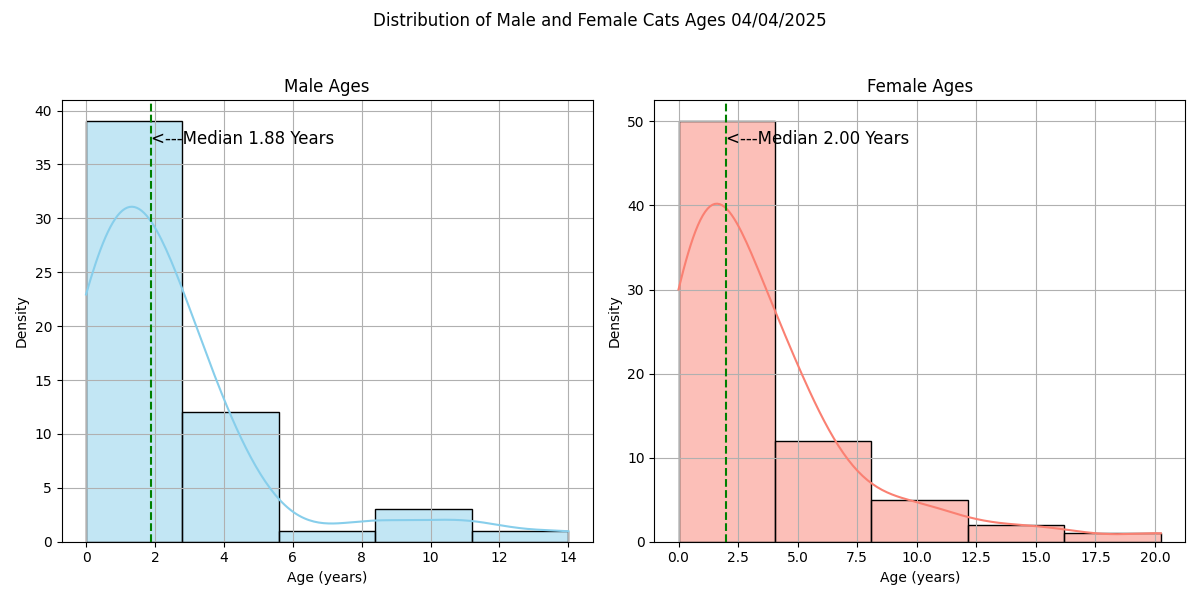 Distribution of Male and Female Cats Ages 04/04/2025
Male Ages
40
35
30
25
20
15
10
5
0
Density
<---Median 1.88 Years
0 2 4 6 8 10 12 14
Age (years)
Female Ages
50
40
30
20
10
0
Density
<---Median 2.00 Years
0.0 2.5 5.0 7.5 10.0 12.5 15.0 17.5 20.0
Age (years)